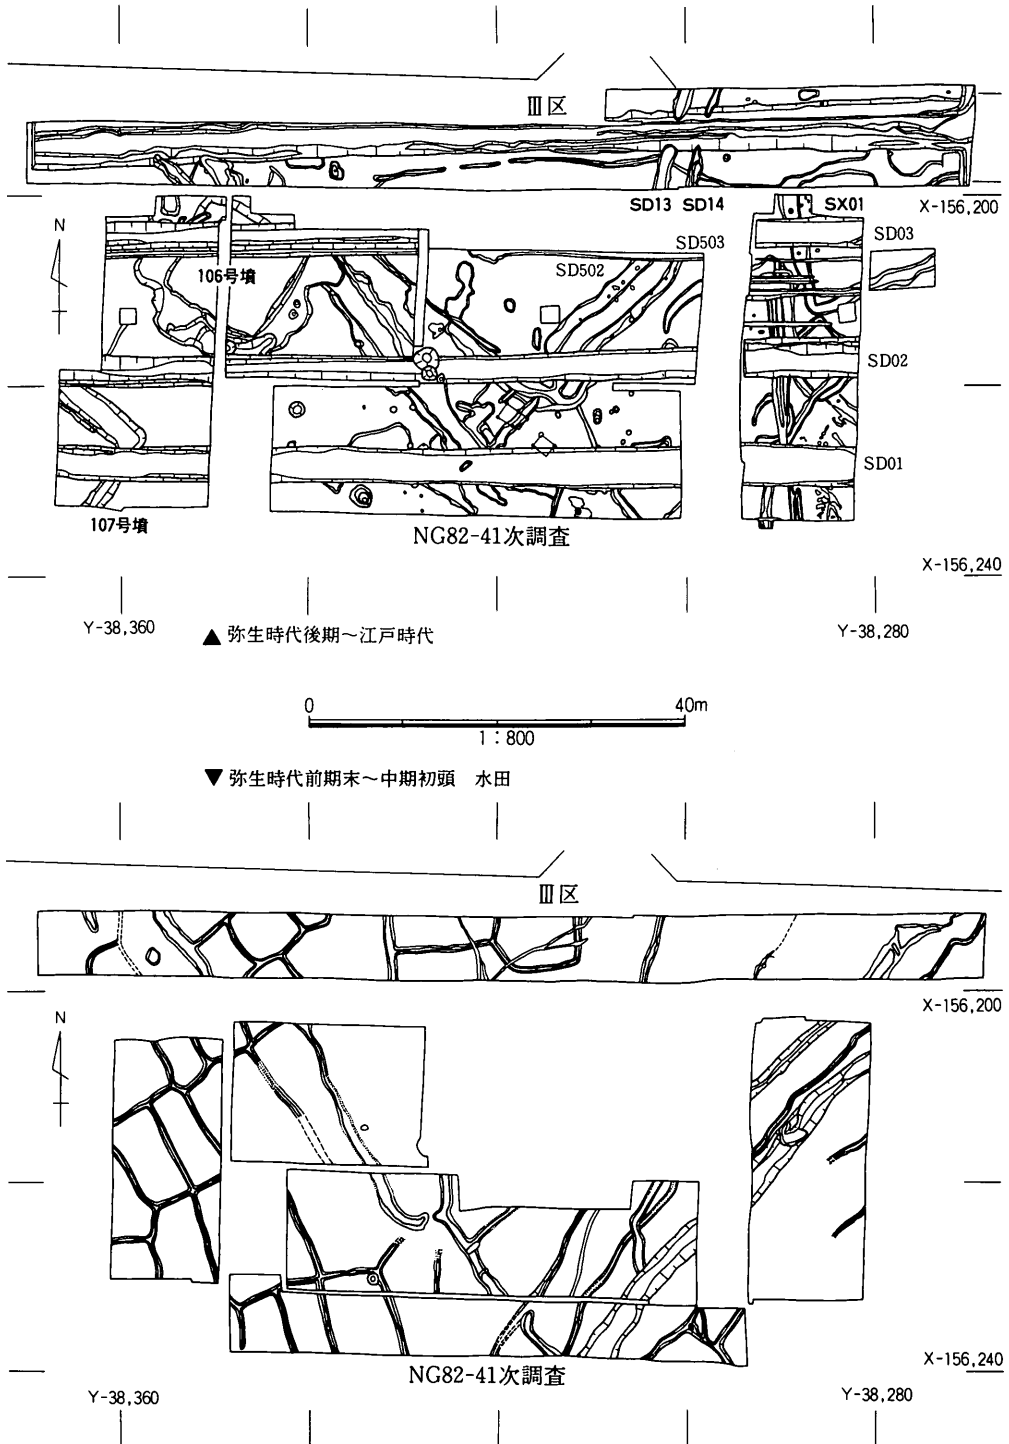 Ⅲ区
SD13 SD14
SX01
X-156,200
N
SD503
SD03
SD502
106号墳
SD02
SD01
107号墳
NG82-41次調査
X-156,240
Y-38,360
Y-38,280
▲ 弥生時代後期〜江戸時代
0
40m
1：800
▼ 弥生時代前期末〜中期初頭 水田
Ⅲ区
X-156,200
N
X-156,240
NG82-41次調査
Y-38,360
Y-38,280